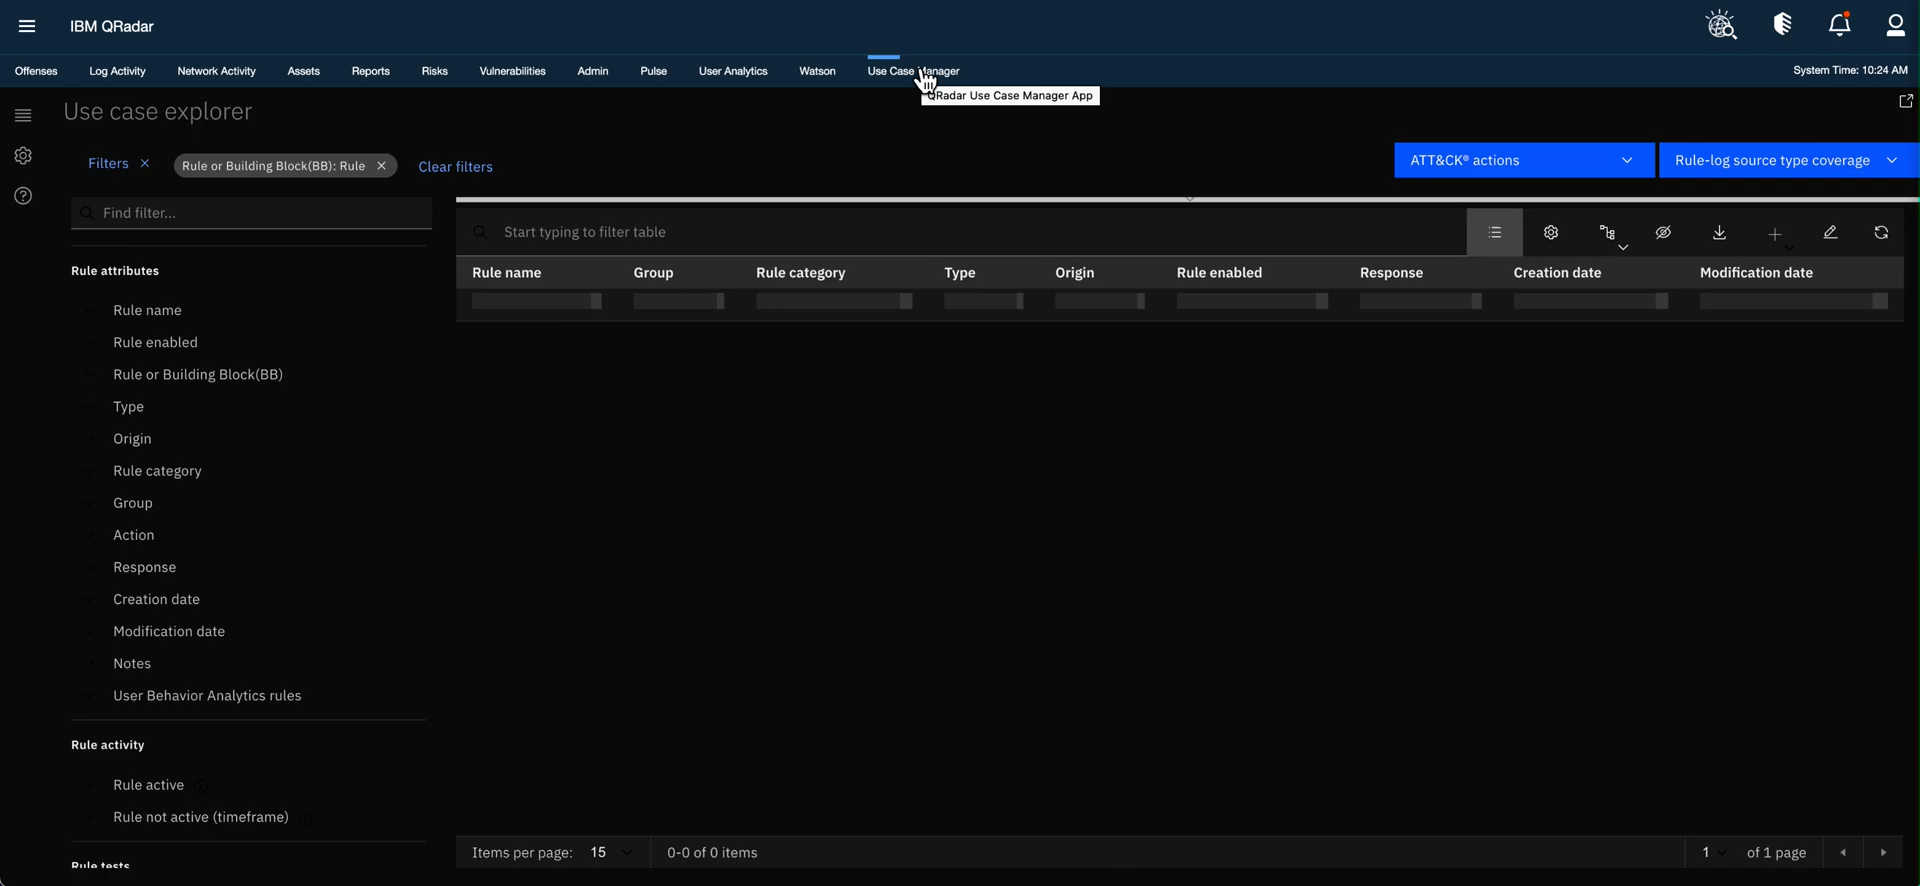 IBM QRadar
Offenses Log Activity Network Activity Assets Reports Risks Vulnerabilities Admin Pulse User Analytics Watson Use Case Manager System Time: 10:24 AM
QRadar Use Case Manager App
Use case explorer
Filters Rule or Building Block(BB): Rule Clear filters ATT&CK® actions Rule-log source type coverage
Find filter...
Start typing to filter table
Rule attributes
Rule name Group Rule category Type Origin Rule enabled Response Creation date Modification date
Rule name
Rule enabled
Rule or Building Block(BB)
Type
Origin
Rule category
Group
Action
Response
Creation date
Modification date
Notes
User Behavior Analytics rules
Rule activity
Rule active
Rule not active (timeframe)
Rule tests
Items per page: 15 0-0 of 0 items 1 of 1 page